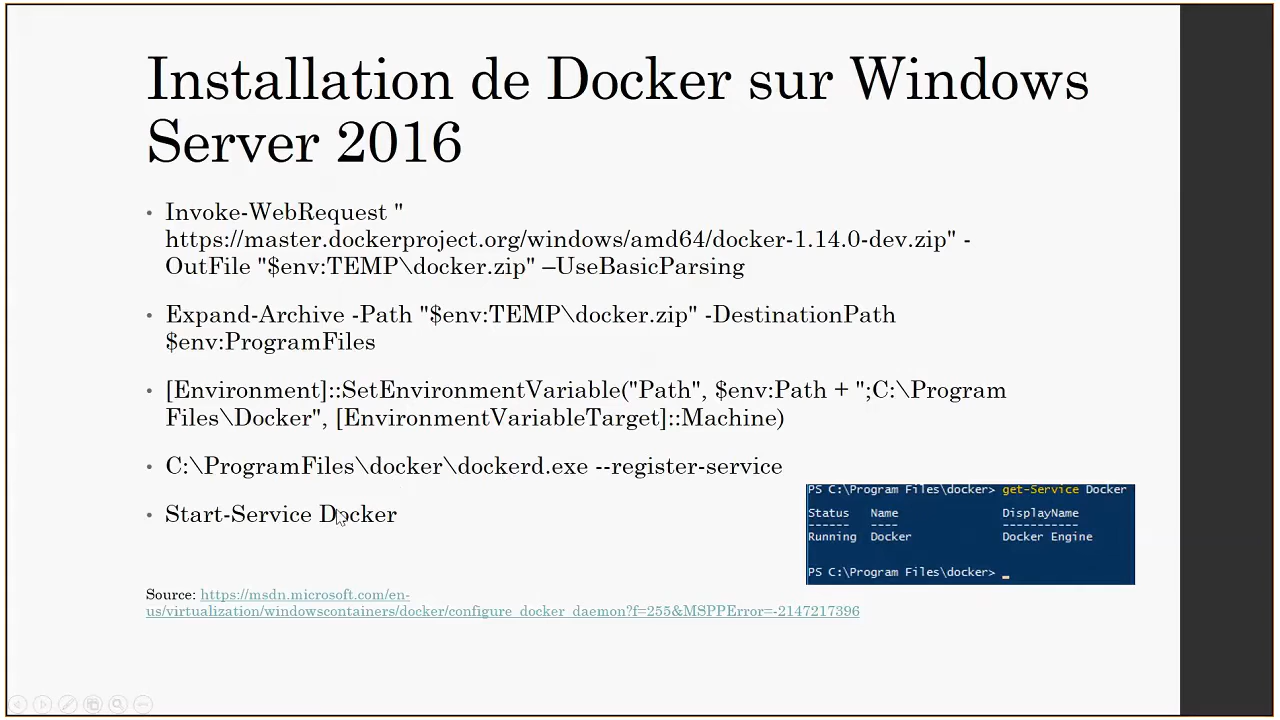 Installation de Docker sur Windows
Server 2016
• Invoke-WebRequest "
https://master.dockerproject.org/windows/amd64/docker-1.14.0-dev.zip" -
OutFile "$env:TEMP\docker.zip" –UseBasicParsing
• Expand-Archive -Path "$env:TEMP\docker.zip" -DestinationPath
$env:ProgramFiles
• [Environment]::SetEnvironmentVariable("Path", $env:Path + ";C:\Program
Files\Docker", [EnvironmentVariableTarget]::Machine)
• C:\ProgramFiles\docker\dockerd.exe --register-service
• Start-Service Docker
PS C:\Program Files\docker> get-Service Docker
Status Name DisplayName
------ ---- -----------
Running Docker Docker Engine
PS C:\Program Files\docker> _
Source: https://msdn.microsoft.com/en-
us/virtualization/windowscontainers/docker/configure_docker_daemon?f=255&MSPPError=-2147217396